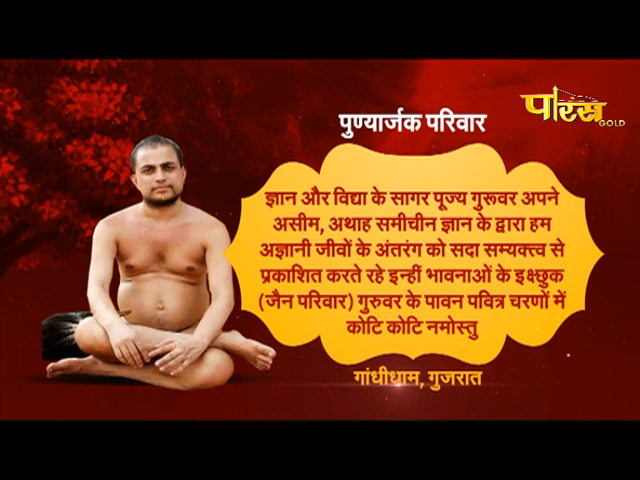 पारस
GOLD
पुण्यार्जक परिवार
ज्ञान और विद्या के सागर पूज्य गुरूवर अपने
असीम, अथाह समीचीन ज्ञान के द्वारा हम
अज्ञानी जीवों के अंतरंग को सदा सम्यक्त्व से
प्रकाशित करते रहे इन्हीं भावनाओं के इक्ष्छुक
(जैन परिवार) गुरुवर के पावन पवित्र चरणों में
कोटि कोटि नमोस्तु
गांधीधाम, गुजरात